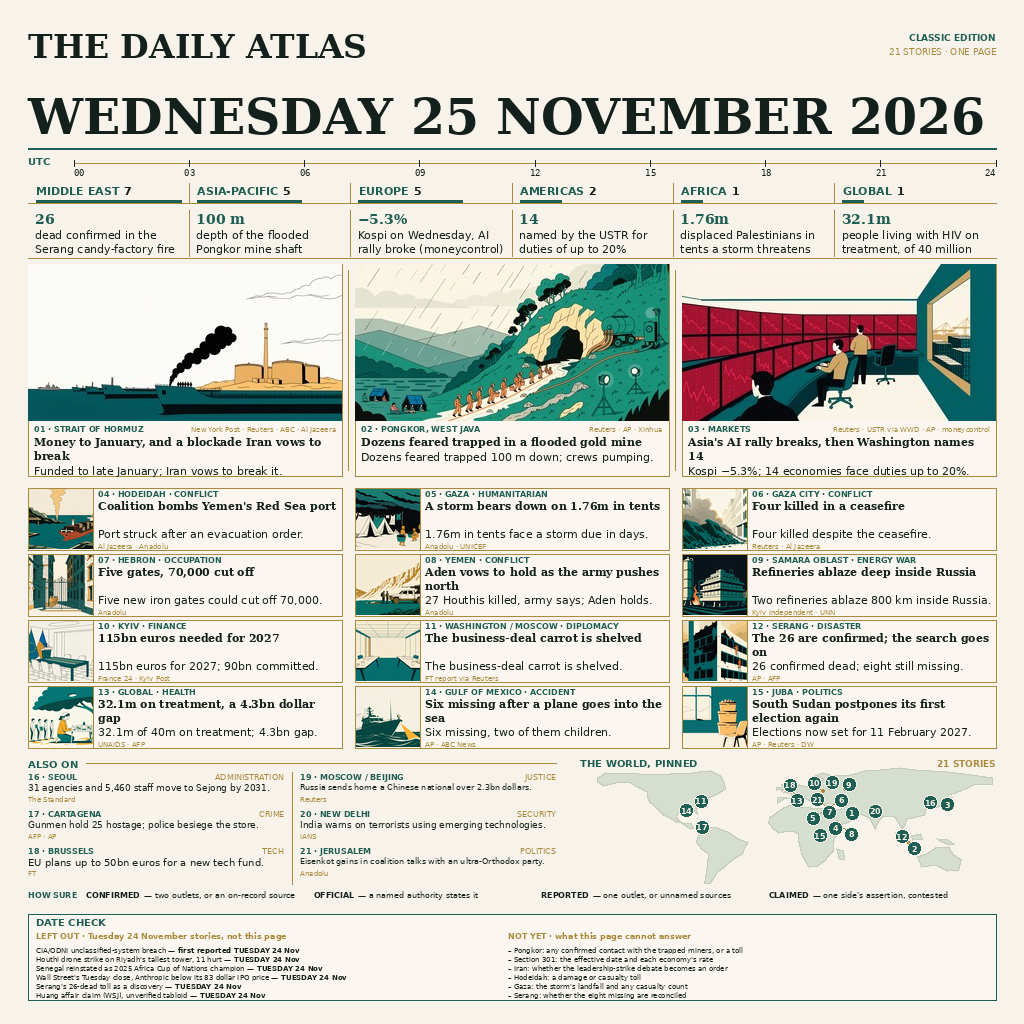 THE DAILY ATLAS
CLASSIC EDITION
21 STORIES · ONE PAGE
WEDNESDAY 25 NOVEMBER 2026
UTC
00 03 06 09 12 15 18 21 24
MIDDLE EAST 7
ASIA-PACIFIC 5
EUROPE 5
AMERICAS 2
AFRICA 1
GLOBAL 1
26
dead confirmed in the
Serang candy-factory fire
100 m
depth of the flooded
Pongkor mine shaft
−5.3%
Kospi on Wednesday, AI
rally broke (moneycontrol)
14
named by the USTR for
duties of up to 20%
1.76m
displaced Palestinians in
tents a storm threatens
32.1m
people living with HIV on
treatment, of 40 million
01 · STRAIT OF HORMUZ
New York Post · Reuters · ABC · Al Jazeera
Money to January, and a blockade Iran vows to
break
Funded to late January; Iran vows to break it.
02 · PONGKOR, WEST JAVA
Reuters · AP · Xinhua
Dozens feared trapped in a flooded gold mine
Dozens feared trapped 100 m down; crews pumping.
03 · MARKETS
Reuters · USTR via WWD · AP · moneycontrol
Asia's AI rally breaks, then Washington names
14
Kospi −5.3%; 14 economies face duties up to 20%.
04 · HODEIDAH · CONFLICT
Coalition bombs Yemen's Red Sea port
Port struck after an evacuation order.
Al Jazeera · Anadolu
05 · GAZA · HUMANITARIAN
A storm bears down on 1.76m in tents
1.76m in tents face a storm due in days.
Anadolu · UNICEF
06 · GAZA CITY · CONFLICT
Four killed in a ceasefire
Four killed despite the ceasefire.
Reuters · Al Jazeera
07 · HEBRON · OCCUPATION
Five gates, 70,000 cut off
Five new iron gates could cut off 70,000.
Anadolu
08 · YEMEN · CONFLICT
Aden vows to hold as the army pushes
north
27 Houthis killed, army says; Aden holds.
Anadolu
09 · SAMARA OBLAST · ENERGY WAR
Refineries ablaze deep inside Russia
Two refineries ablaze 800 km inside Russia.
Kyiv Independent · UNN
10 · KYIV · FINANCE
115bn euros needed for 2027
115bn euros for 2027; 90bn committed.
France 24 · Kyiv Post
11 · WASHINGTON / MOSCOW · DIPLOMACY
The business-deal carrot is shelved
The business-deal carrot is shelved.
FT report via Reuters
12 · SERANG · DISASTER
The 26 are confirmed; the search goes
on
26 confirmed dead; eight still missing.
AP · AFP
13 · GLOBAL · HEALTH
32.1m on treatment, a 4.3bn dollar
gap
32.1m of 40m on treatment; 4.3bn gap.
UNAIDS · AFP
14 · GULF OF MEXICO · ACCIDENT
Six missing after a plane goes into the
sea
Six missing, two of them children.
AP · ABC News
15 · JUBA · POLITICS
South Sudan postpones its first
election again
Elections now set for 11 February 2027.
AP · Reuters · DW
ALSO ON
16 · SEOUL ADMINISTRATION
31 agencies and 5,460 staff move to Sejong by 2031.
The Standard
17 · CARTAGENA CRIME
Gunmen hold 25 hostage; police besiege the store.
AFP · AP
18 · BRUSSELS TECH
EU plans up to 50bn euros for a new tech fund.
FT
19 · MOSCOW / BEIJING JUSTICE
Russia sends home a Chinese national over 2.3bn dollars.
Reuters
20 · NEW DELHI SECURITY
India warns on terrorists using emerging technologies.
IANS
21 · JERUSALEM POLITICS
Eisenkot gains in coalition talks with an ultra-Orthodox party.
Anadolu
THE WORLD, PINNED
21 STORIES
18 10 19 9
11 13 21 6 16 3
14 5 7 1 20
17 15 4 8 12
2
HOW SURE CONFIRMED — two outlets, or an on-record source OFFICIAL — a named authority states it REPORTED — one outlet, or unnamed sources CLAIMED — one side's assertion, contested
DATE CHECK
LEFT OUT · Tuesday 24 November stories, not this page
CIA/ODNI unclassified-system breach — first reported TUESDAY 24 Nov
Houthi drone strike on Riyadh's tallest tower, 11 hurt — TUESDAY 24 Nov
Senegal reinstated as 2025 Africa Cup of Nations champion — TUESDAY 24 Nov
Wall Street's Tuesday close, Anthropic below its 83 dollar IPO price — TUESDAY 24 Nov
Serang's 26-dead toll as a discovery — TUESDAY 24 Nov
Huang affair claim (WSJ), unverified tabloid — TUESDAY 24 Nov
NOT YET · what this page cannot answer
– Pongkor: any confirmed contact with the trapped miners, or a toll
– Section 301: the effective date and each economy's rate
– Iran: whether the leadership-strike debate becomes an order
– Hodeidah: a damage or casualty toll
– Gaza: the storm's landfall and any casualty count
– Serang: whether the eight missing are reconciled